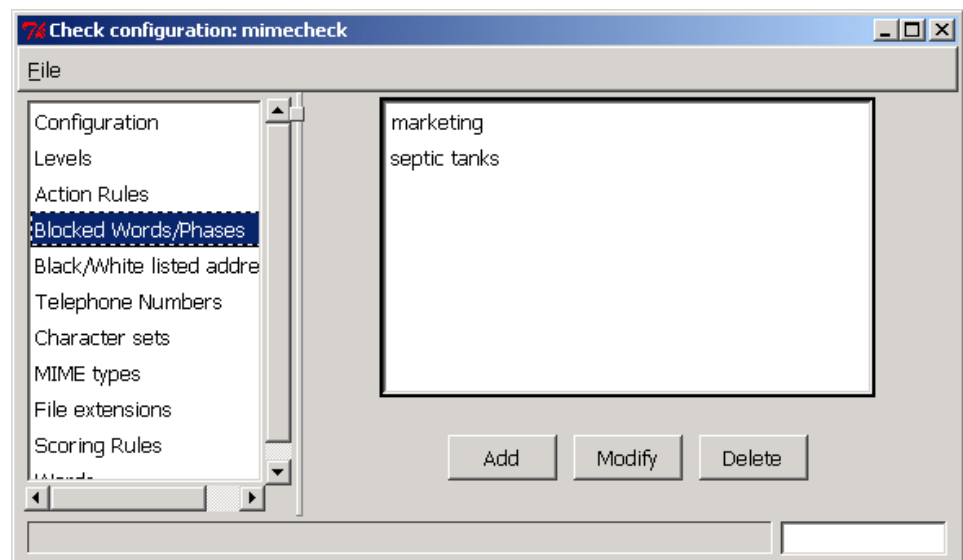 Check configuration: mimecheck
File
Configuration
Levels
Action Rules
Blocked Words/Phases
Black/White listed addre
Telephone Numbers
Character sets
MIME types
File extensions
Scoring Rules
marketing
septic tanks
Add Modify Delete